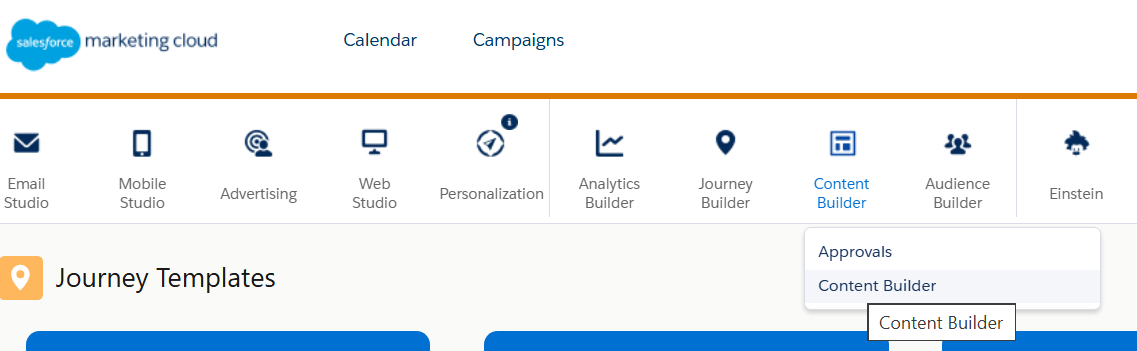 salesforce marketing cloud
Calendar
Campaigns
i
Email
Studio
Mobile
Studio
Advertising
Web
Studio
Personalization
Analytics
Builder
Journey
Builder
Content
Builder
Audience
Builder
Einstein
Approvals
Content Builder
Content Builder
Journey Templates